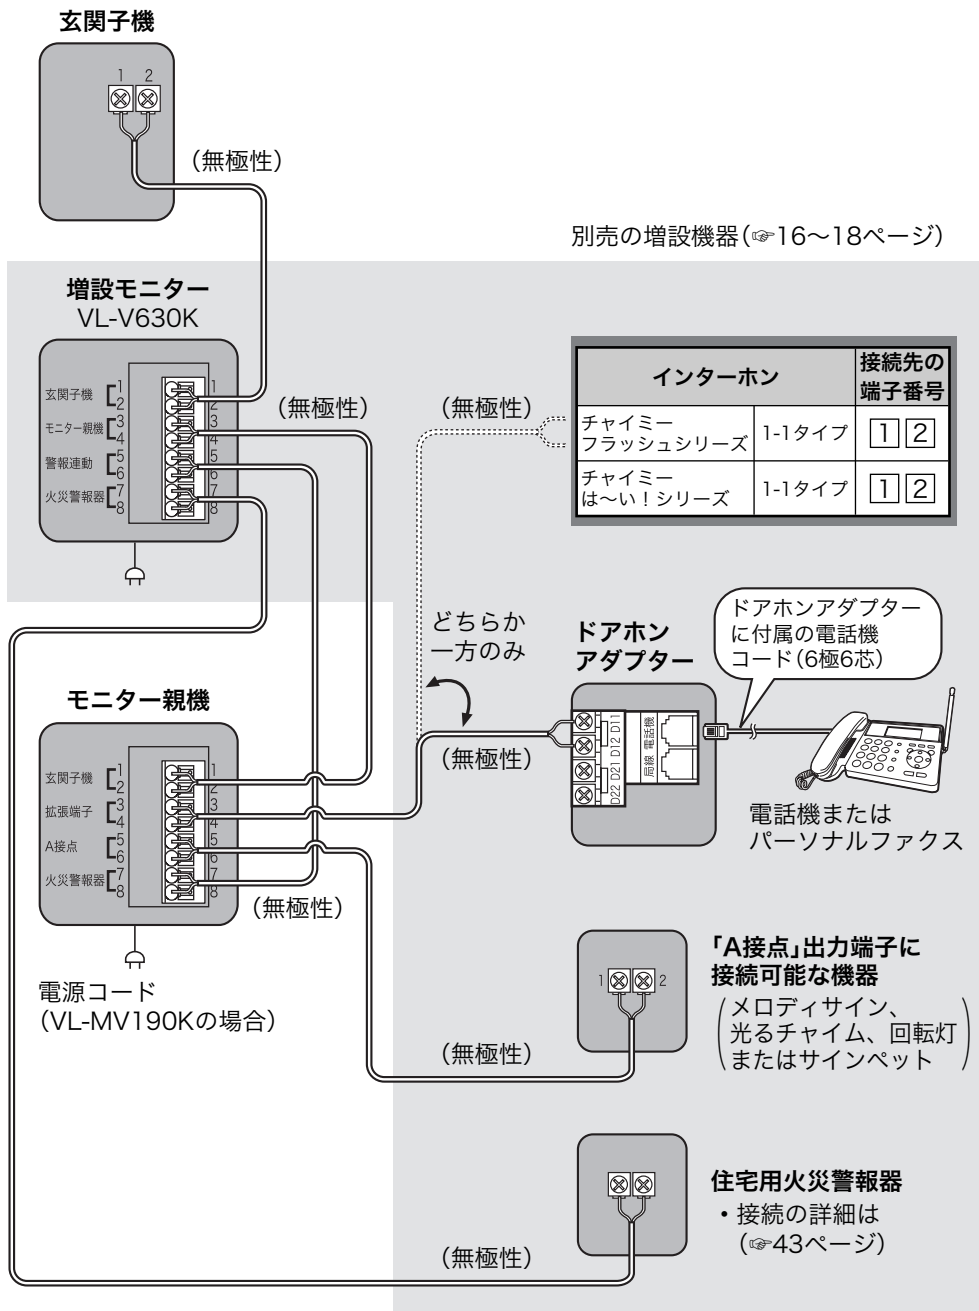 玄関子機
1 2
（無極性）
別売の増設機器（☞16～18ページ）
増設モニター
VL-V630K
玄関子機 1 2
モニター親機 3 4
警報連動 5 6
火災警報器 7 8
1
2
3
4
5
6
7
8
（無極性）
（無極性）
インターホン
接続先の
端子番号
チャイミー
フラッシュシリーズ
1-1タイプ
1 2
チャイミー
は～い！シリーズ
1-1タイプ
1 2
どちらか
一方のみ
ドアホン
アダプター
ドアホンアダプター
に付属の電話機
コード（6極6芯）
D22 D21 D12 D11
局線 電話機
（無極性）
電話機または
パーソナルファクス
モニター親機
玄関子機 1 2
拡張端子 3 4
A接点 5 6
火災警報器 7 8
1
2
3
4
5
6
7
8
（無極性）
電源コード
（VL-MV190Kの場合）
（無極性）
1 2
「A接点」出力端子に
接続可能な機器
（メロディサイン、
光るチャイム、回転灯
またはサインペット）
住宅用火災警報器
・接続の詳細は
（☞43ページ）
（無極性）